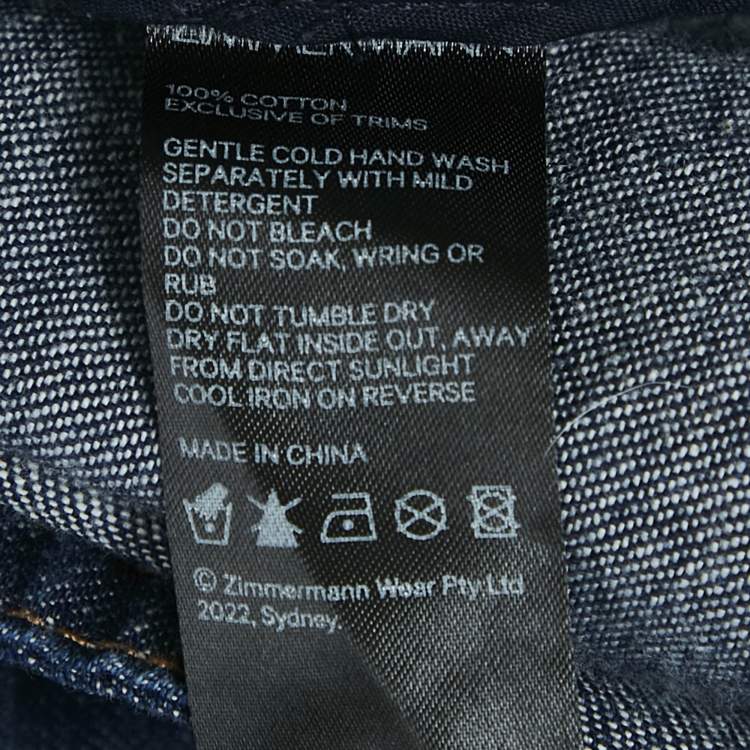 ZIMMERMANN
100% COTTON
EXCLUSIVE OF TRIMS
GENTLE COLD HAND WASH
SEPARATELY WITH MILD
DETERGENT
DO NOT BLEACH
DO NOT SOAK, WRING OR
RUB
DO NOT TUMBLE DRY
DRY FLAT INSIDE OUT, AWAY
FROM DIRECT SUNLIGHT
COOL IRON ON REVERSE
MADE IN CHINA
© Zimmermann Wear Pty Ltd
2022, Sydney.